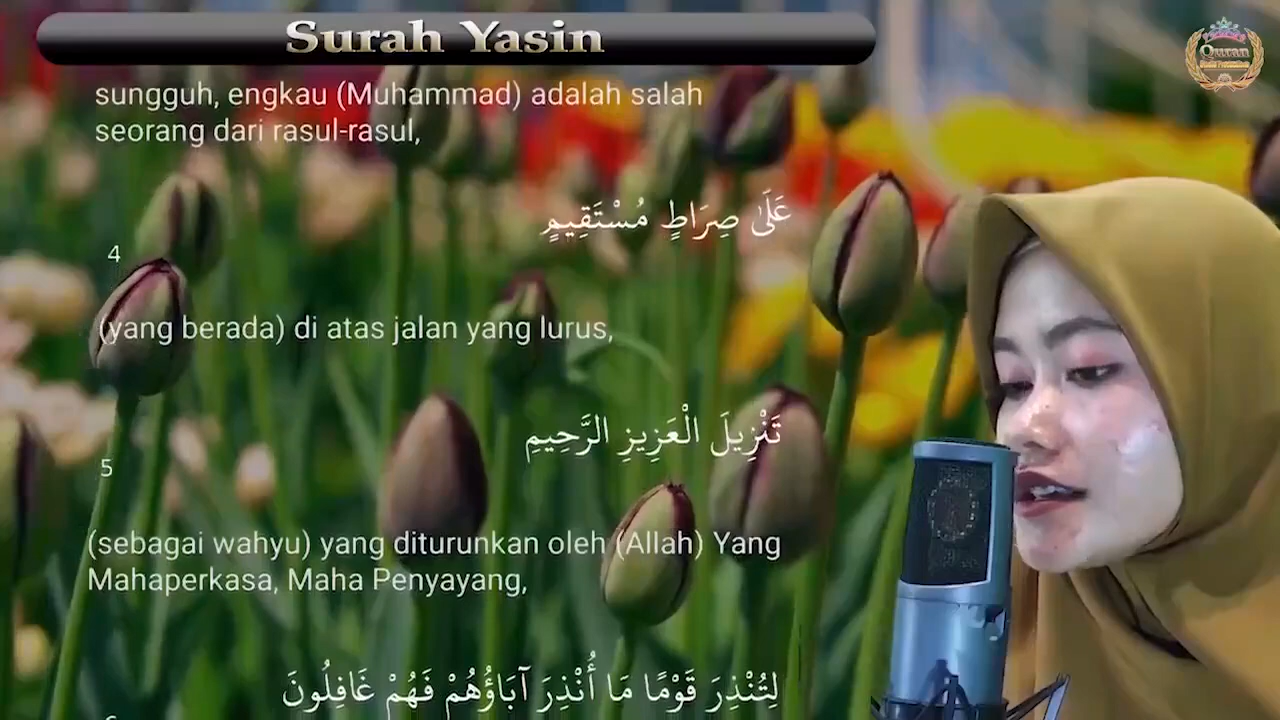 Surah Yasin
Quran
sungguh, engkau (Muhammad) adalah salah
seorang dari rasul-rasul,
عَلَىٰ صِرَاطٍ مُسْتَقِيمٍ
4
(yang berada) di atas jalan yang lurus,
تَنْزِيلَ الْعَزِيزِ الرَّحِيمِ
5
(sebagai wahyu) yang diturunkan oleh (Allah) Yang
Mahaperkasa, Maha Penyayang,
لِتُنْذِرَ قَوْمًا مَا أُنْذِرَ آبَاؤُهُمْ فَهُمْ غَافِلُونَ